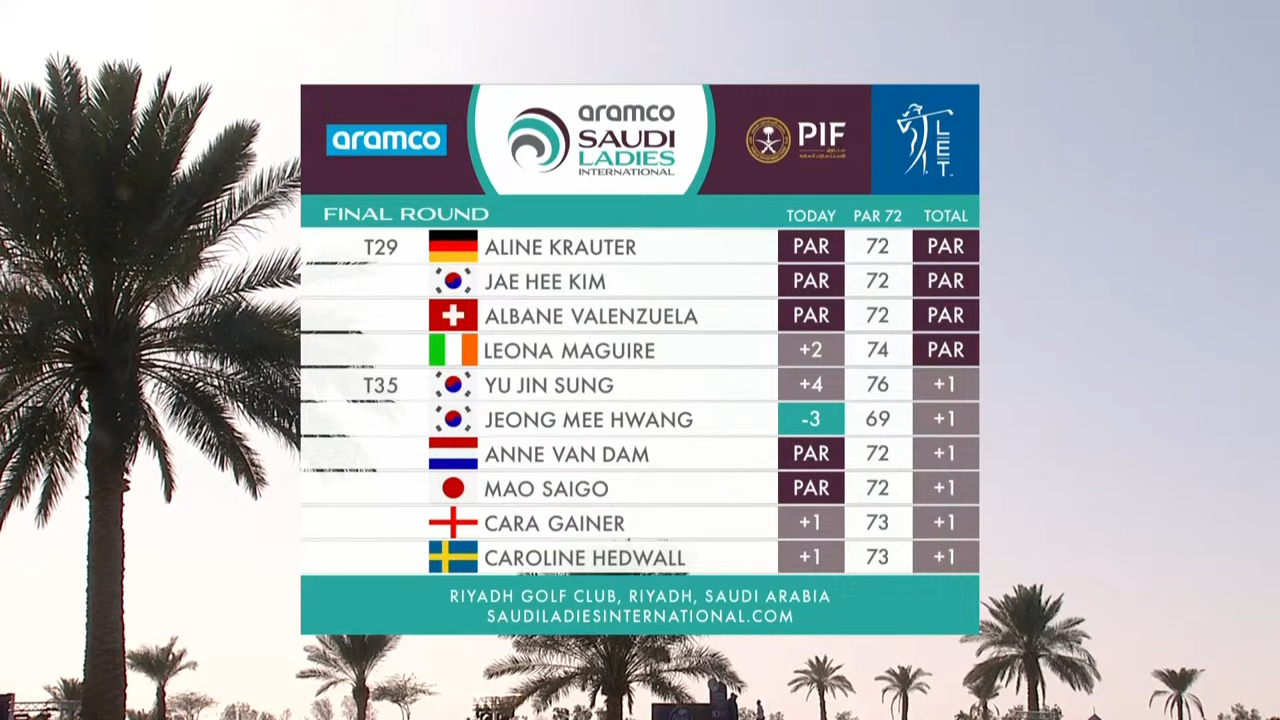 aramco
aramco
SAUDI
LADIES
INTERNATIONAL
PIF
LET
FINAL ROUND TODAY PAR 72 TOTAL
T29 ALINE KRAUTER PAR 72 PAR
JAE HEE KIM PAR 72 PAR
ALBANE VALENZUELA PAR 72 PAR
LEONA MAGUIRE +2 74 PAR
T35 YU JIN SUNG +4 76 +1
JEONG MEE HWANG -3 69 +1
ANNE VAN DAM PAR 72 +1
MAO SAIGO PAR 72 +1
CARA GAINER +1 73 +1
CAROLINE HEDWALL +1 73 +1
RIYADH GOLF CLUB, RIYADH, SAUDI ARABIA
SAUDILADIESINTERNATIONAL.COM